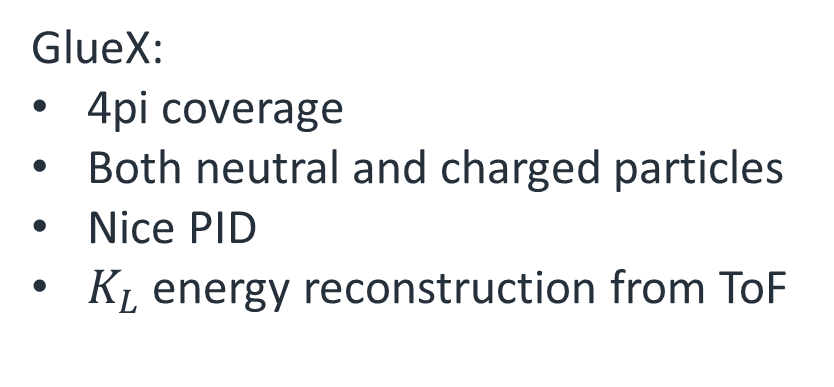 GlueX:
• 4pi coverage
• Both neutral and charged particles
• Nice PID
• K_L energy reconstruction from ToF